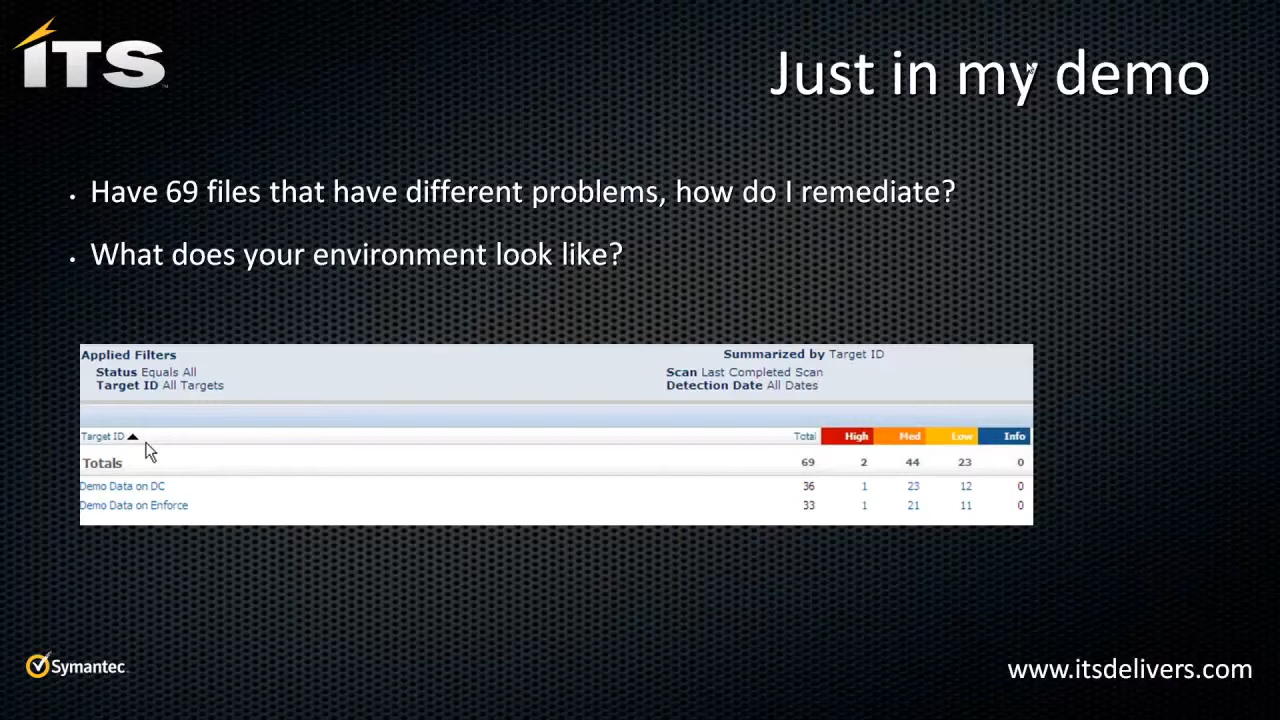 iTS
Just in my demo
• Have 69 files that have different problems, how do I remediate?
• What does your environment look like?
Applied Filters
Status Equals All
Target ID All Targets
Summarized by Target ID
Scan Last Completed Scan
Detection Date All Dates
Target ID Total High Med Low Info
Totals 69 2 44 23 0
Demo Data on DC 36 1 23 12 0
Demo Data on Enforce 33 1 21 11 0
Symantec.
www.itsdelivers.com